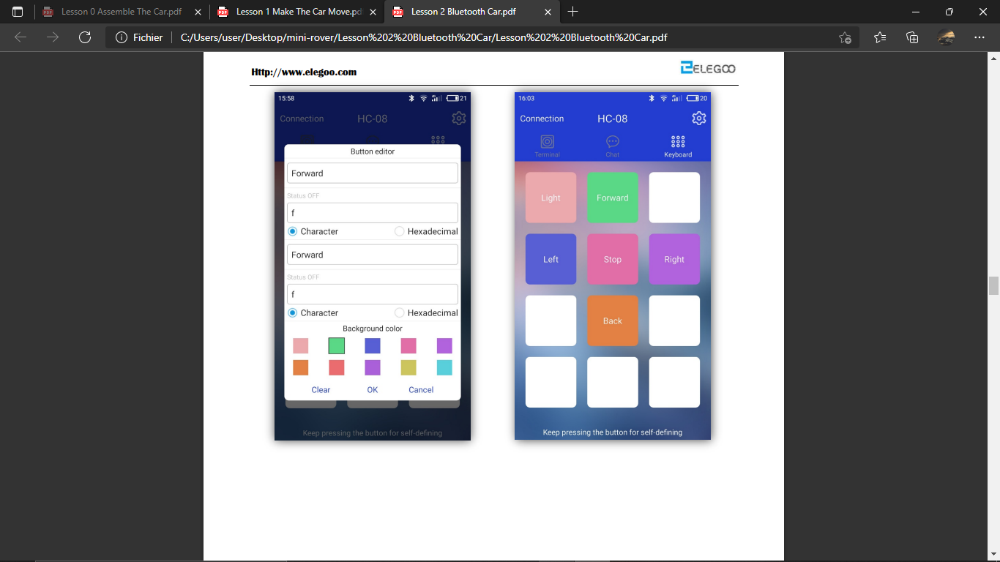 Lesson 0 Assemble The Car.pdf
Lesson 1 Make The Car Move.pd
Lesson 2 Bluetooth Car.pdf
Fichier
C:/Users/user/Desktop/mini-rover/Lesson%202%20Bluetooth%20Car/Lesson%202%20Bluetooth%20Car.pdf
Http://www.elegoo.com
ELEGOO
15:58
21
Connection
HC-08
Button editor
Forward
Status OFF
f
Character
Hexadecimal
Forward
Status OFF
f
Character
Hexadecimal
Background color
Clear
OK
Cancel
Keep pressing the button for self-defining
16:03
20
Connection
HC-08
Terminal
Chat
Keyboard
Light
Forward
Left
Stop
Right
Back
Keep pressing the button for self-defining